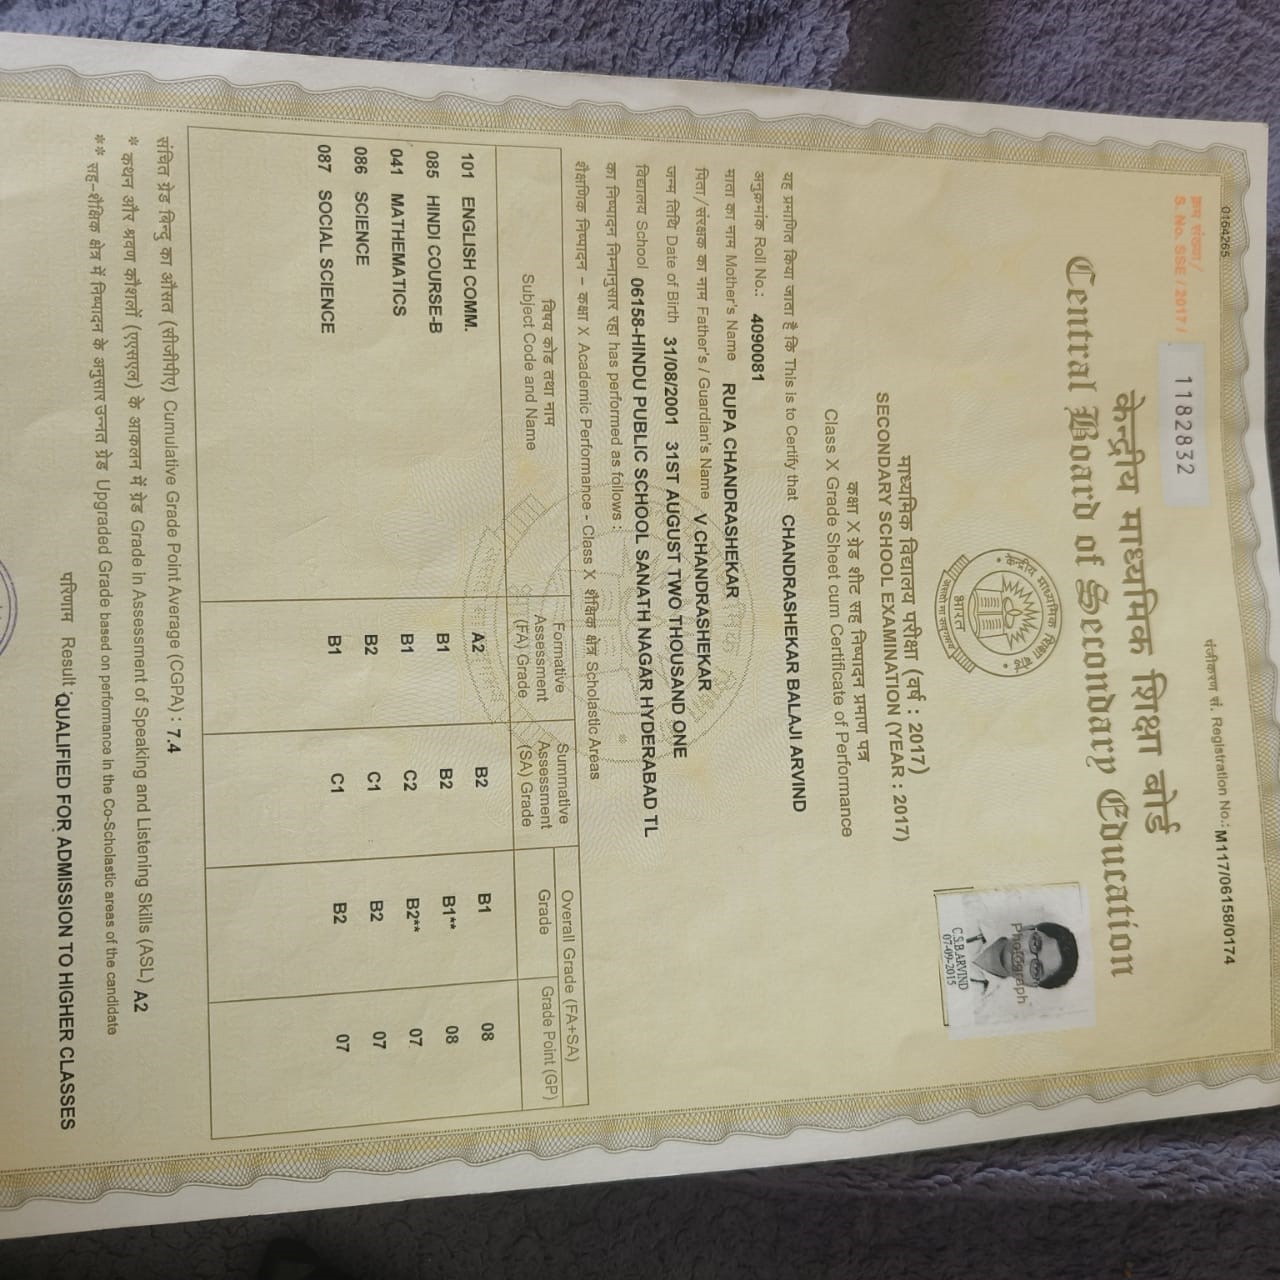 0164265
पंजीकरण सं. Registration No.: M117/06158/0174
क्रम संख्या/
S. No. SSE / 2017 / 1182832
केन्द्रीय माध्यमिक शिक्षा बोर्ड
Central Board of Secondary Education
केन्द्रीय माध्यमिक शिक्षा बोर्ड
भारत
असतो मा सद्गमय
Photograph
C.S.B.ARVIND
07-09-2015
माध्यमिक विद्यालय परीक्षा (वर्ष : 2017)
SECONDARY SCHOOL EXAMINATION (YEAR : 2017)
कक्षा X ग्रेड शीट सह निष्पादन प्रमाण पत्र
Class X Grade Sheet cum Certificate of Performance
यह प्रमाणित किया जाता है कि This is to Certify that CHANDRASHEKAR BALAJI ARVIND
अनुक्रमांक Roll No.: 4090081
माता का नाम Mother's Name RUPA CHANDRASHEKAR
पिता/संरक्षक का नाम Father's / Guardian's Name V CHANDRASHEKAR
जन्म तिथि Date of Birth 31/08/2001 31ST AUGUST TWO THOUSAND ONE
विद्यालय School 06158-HINDU PUBLIC SCHOOL SANATH NAGAR HYDERABAD TL
का निष्पादन निम्नानुसार रहा has performed as follows :
शैक्षणिक निष्पादन – कक्षा X Academic Performance - Class X शैक्षिक क्षेत्र Scholastic Areas
विषय कोड तथा नाम
Subject Code and Name
Formative Assessment (FA) Grade
Summative Assessment (SA) Grade
Overall Grade (FA+SA)
Grade
Grade Point (GP)
101 ENGLISH COMM. A2 B2 B1 08
085 HINDI COURSE-B B1 B2 B1** 08
041 MATHEMATICS B1 C2 B2** 07
086 SCIENCE B2 C1 B2 07
087 SOCIAL SCIENCE B1 C1 B2 07
संचित ग्रेड बिन्दु का औसत (सीजीपीए) Cumulative Grade Point Average (CGPA) : 7.4
* कथन और श्रवण कौशलों (एएसएल) के आकलन में ग्रेड Grade in Assessment of Speaking and Listening Skills (ASL) A2
** सह-शैक्षिक क्षेत्र में निष्पादन के अनुसार उन्नत ग्रेड Upgraded Grade based on performance in the Co-Scholastic areas of the candidate
परिणाम Result QUALIFIED FOR ADMISSION TO HIGHER CLASSES